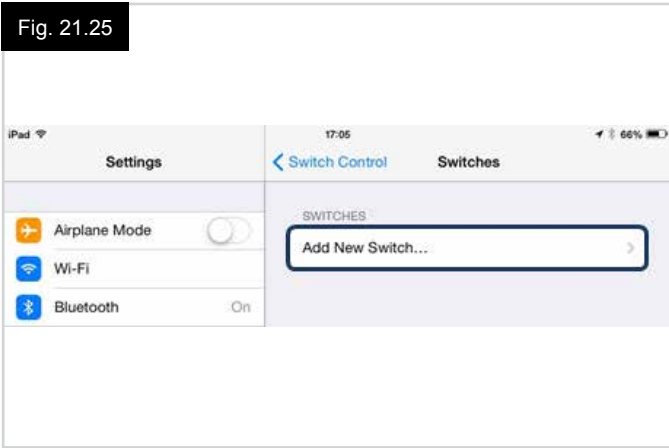 Fig. 21.25
iPad 17:05 66%
Settings
Switch Control Switches
SWITCHES
Airplane Mode
Add New Switch...
Wi-Fi
Bluetooth On